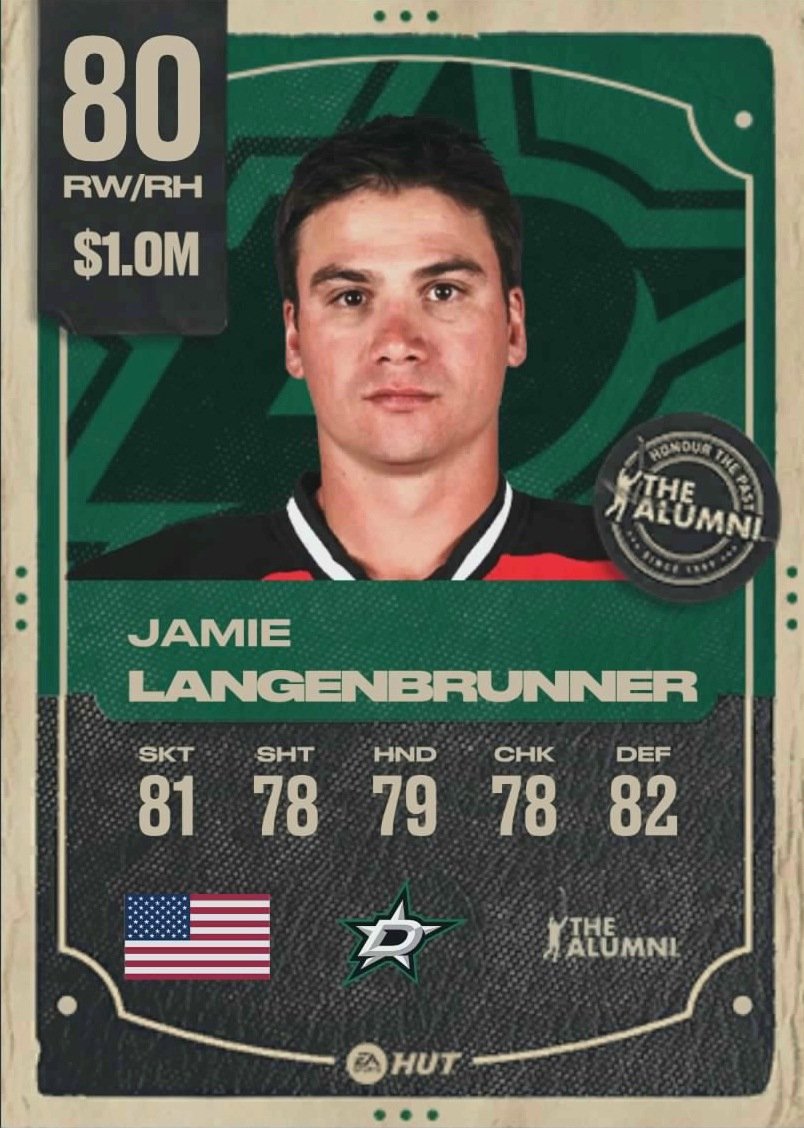 80
RW/RH
$1.0M
HONOUR THE PAST
THE
ALUMNI
JAMIE
LANGENBRUNNER
SKT SHT HND CHK DEF
81 78 79 78 82
D
THE
ALUMNI
EA HUT